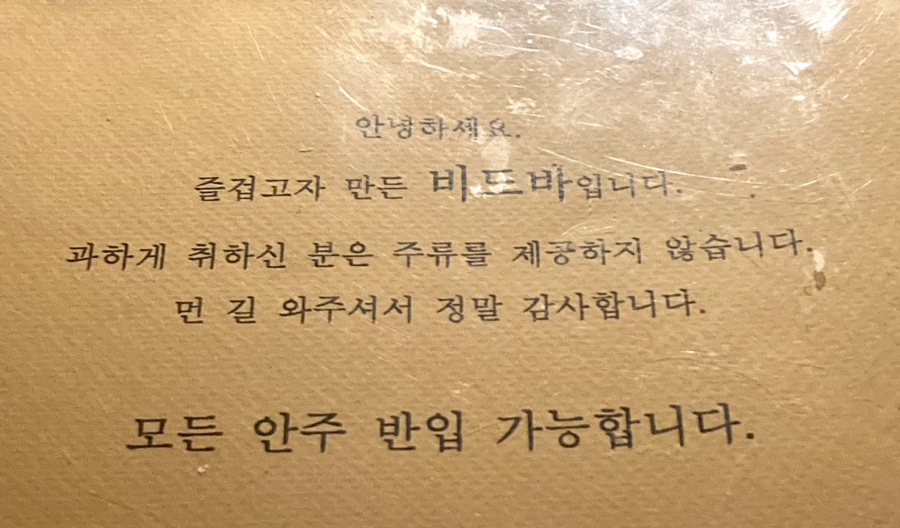 안녕하세요.
즐겁고자 만든 비드바입니다.
과하게 취하신 분은 주류를 제공하지 않습니다.
먼 길 와주셔서 정말 감사합니다.
모든 안주 반입 가능합니다.